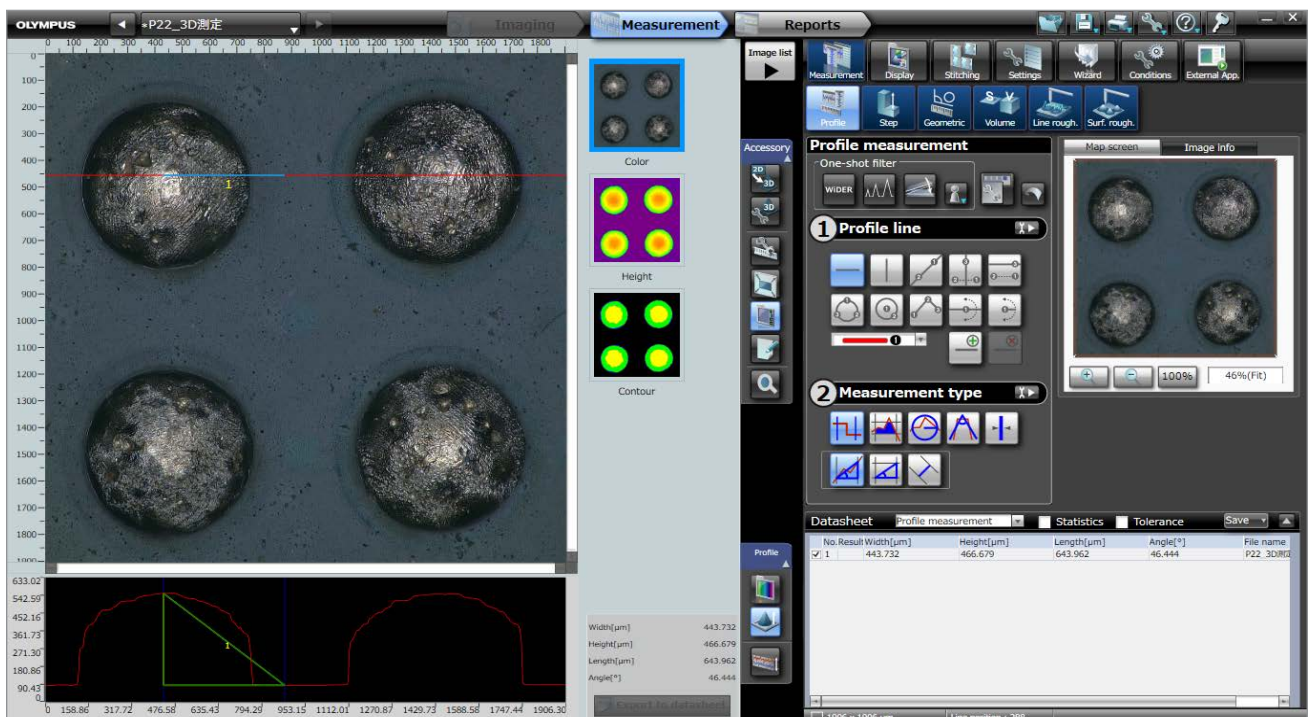 OLYMPUS
*P22_3D測定
Imaging
Measurement
Reports
0 100 200 300 400 500 600 700 800 900 1000 1100 1200 1300 1400 1500 1600 1700 1800
0
100
200
300
400
500
600
700
800
900
1000
1100
1200
1300
1400
1500
1600
1700
1800
1900
1
Color
Height
Contour
Image list
Measurement
Display
Stitching
Settings
Wizard
Conditions
External App.
Profile
Step
Geometric
Volume
Line rough.
Surf. rough.
Accessory
2D
3D
3D
Profile measurement
One-shot filter
WiDER
1 Profile line
1
2 Measurement type
Map screen
Image info
100%
46%(Fit)
Datasheet
Profile measurement
Statistics
Tolerance
Save
No. Result Width[µm] Height[µm] Length[µm] Angle[°] File name
1 443.732 466.679 643.962 46.444 P22_3D測定
Profile
633.02
542.59
452.16
361.73
271.30
180.86
90.43
0
1
0 158.86 317.72 476.58 635.43 794.29 953.15 1112.01 1270.87 1429.73 1588.58 1747.44 1906.30
Width[µm] 443.732
Height[µm] 466.679
Length[µm] 643.962
Angle[°] 46.444
Export to datasheet